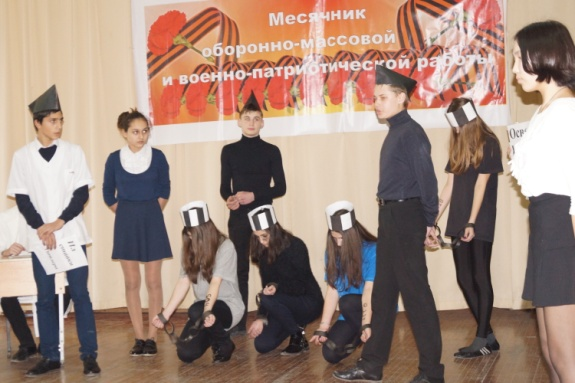 Месячник
оборонно-массовой
и военно-патриотической работы